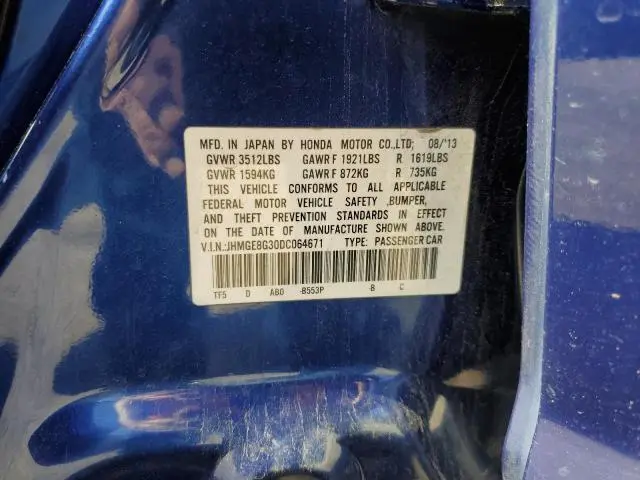 MFD. IN JAPAN BY HONDA MOTOR CO.,LTD; 08/'13
GVWR 3512LBS GAWR F 1921LBS R 1619LBS
GVWR 1594KG GAWR F 872KG R 735KG
THIS VEHICLE CONFORMS TO ALL APPLICABLE
FEDERAL MOTOR VEHICLE SAFETY ,BUMPER,
AND THEFT PREVENTION STANDARDS IN EFFECT
ON THE DATE OF MANUFACTURE SHOWN ABOVE.
V.I.N.:JHMGE8G30DC064671 TYPE: PASSENGER CAR
TF5 D AB0 -B553P -B C